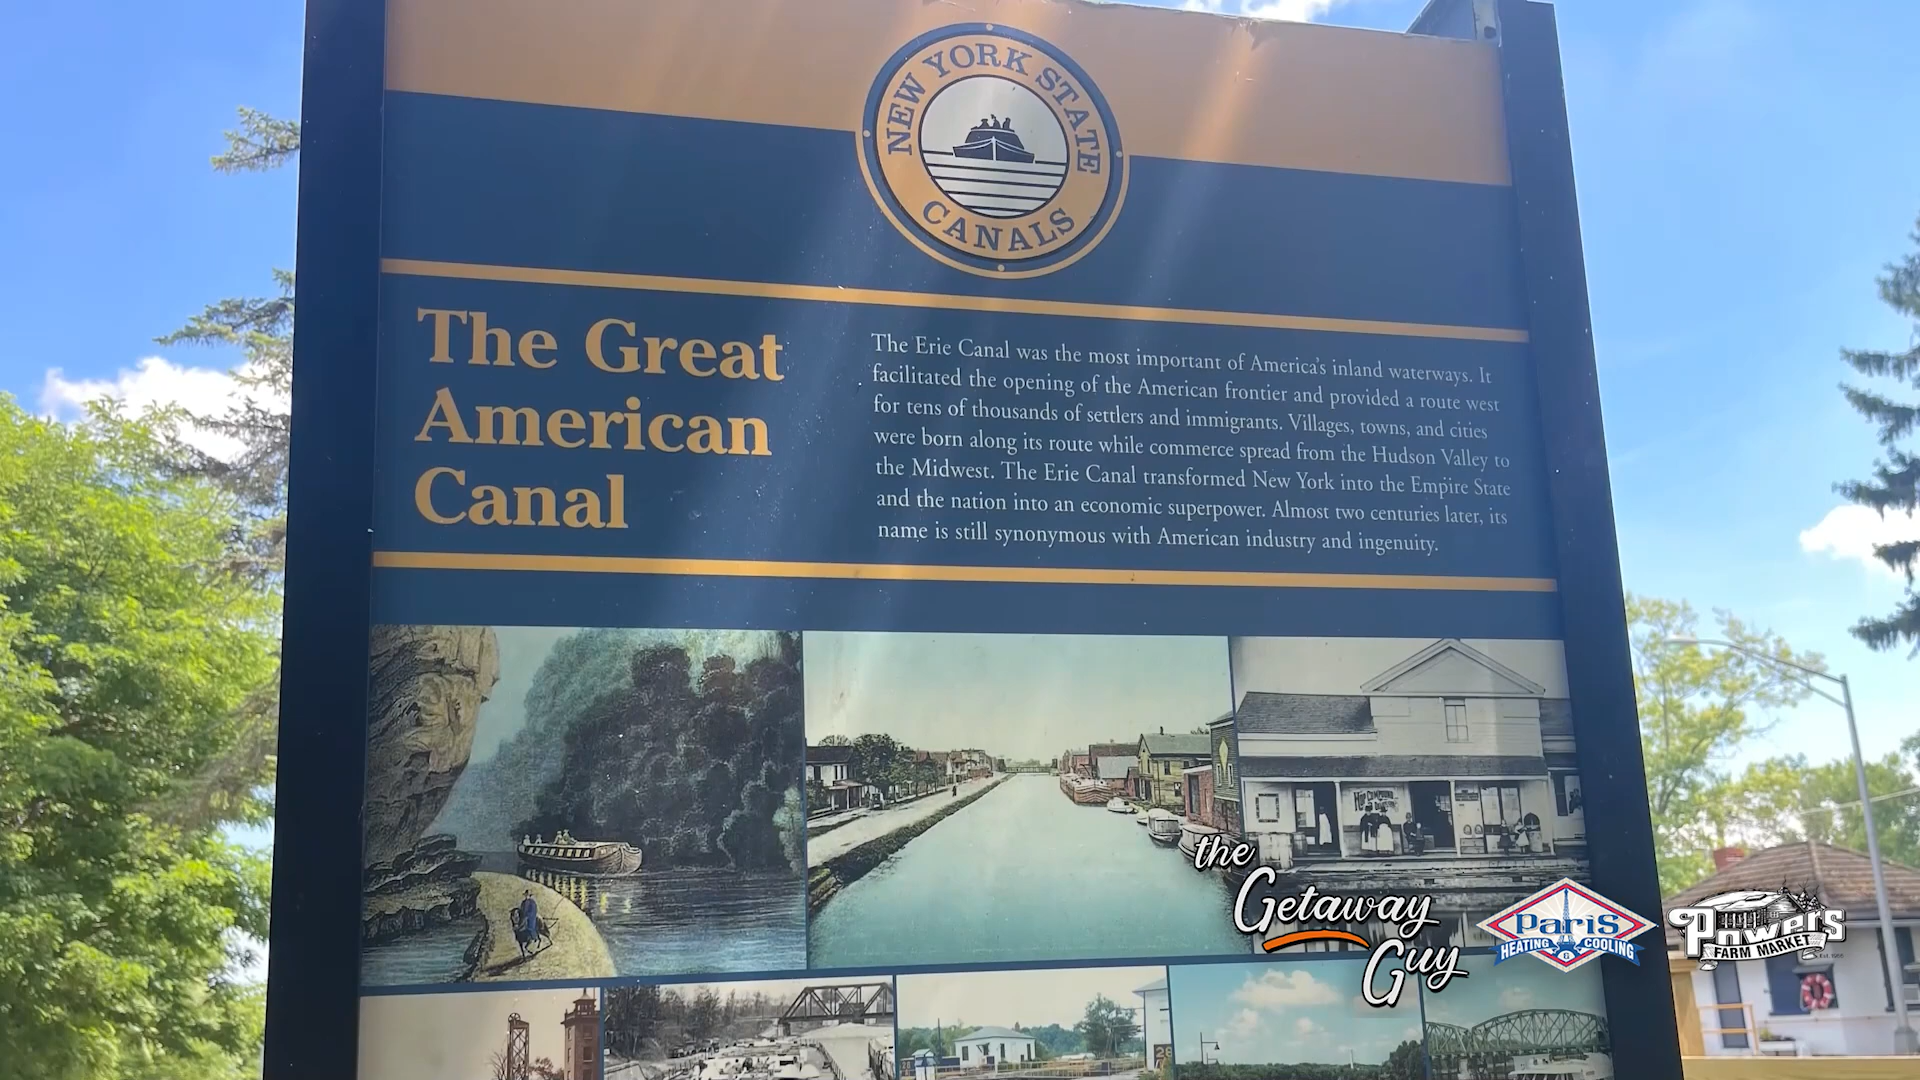 NEW YORK STATE
CANALS
The Great
American
Canal
The Erie Canal was the most important of America's inland waterways. It
facilitated the opening of the American frontier and provided a route west
for tens of thousands of settlers and immigrants. Villages, towns, and cities
were born along its route while commerce spread from the Hudson Valley to
the Midwest. The Erie Canal transformed New York into the Empire State
and the nation into an economic superpower. Almost two centuries later, its
name is still synonymous with American industry and ingenuity.
the
Getaway
Guy
Paris
HEATING & COOLING
Powers
FARM MARKET
28